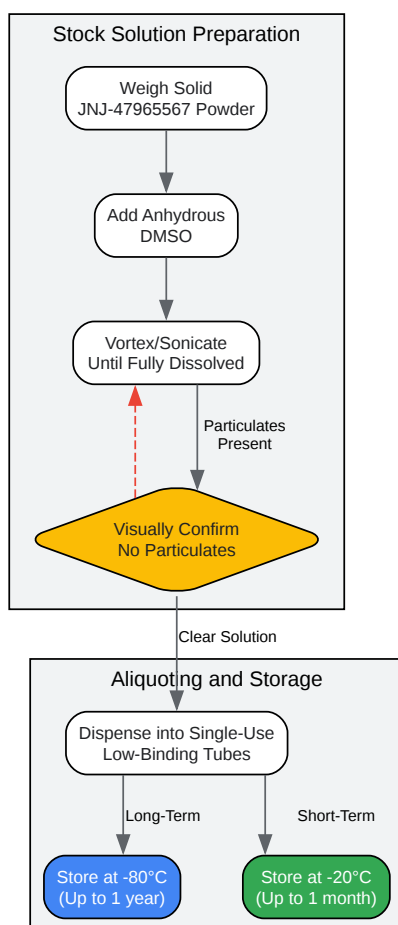 Stock Solution Preparation
Weigh Solid
JNJ-47965567 Powder
Add Anhydrous
DMSO
Vortex/Sonicate
Until Fully Dissolved
Particulates
Present
Visually Confirm
No Particulates
Clear Solution
Aliquoting and Storage
Dispense into Single-Use
Low-Binding Tubes
Long-Term
Short-Term
Store at -80°C
(Up to 1 year)
Store at -20°C
(Up to 1 month)